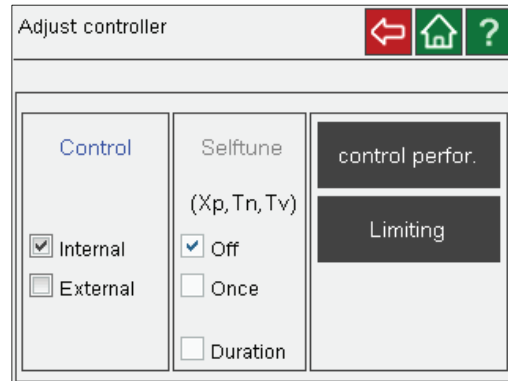 Adjust controller
?
Control
Internal
External
Selftune
(Xp,Tn,Tv)
Off
Once
Duration
control perfor.
Limiting